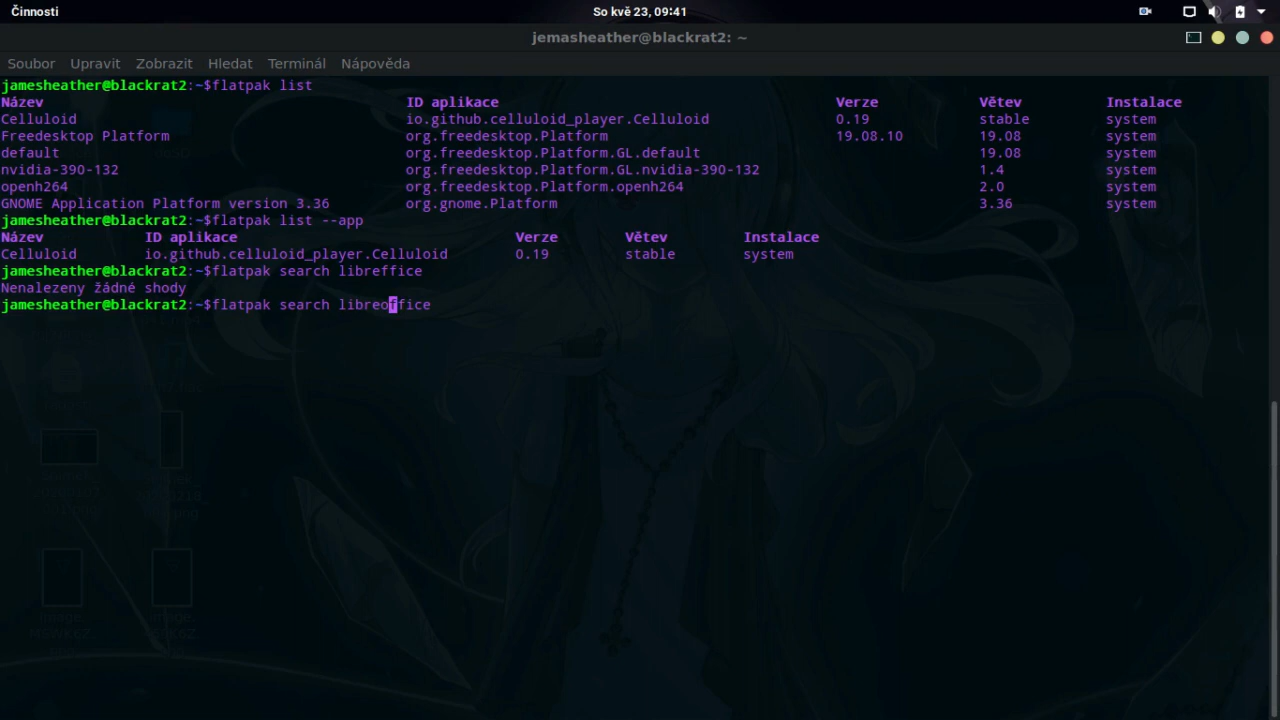 Činnosti So kvě 23, 09:41
jemasheather@blackrat2: ~
Soubor Upravit Zobrazit Hledat Terminál Nápověda
jamesheather@blackrat2:~$flatpak list
Název ID aplikace Verze Větev Instalace
Celluloid io.github.celluloid_player.Celluloid 0.19 stable system
Freedesktop Platform org.freedesktop.Platform 19.08.10 19.08 system
default org.freedesktop.Platform.GL.default 19.08 system
nvidia-390-132 org.freedesktop.Platform.GL.nvidia-390-132 1.4 system
openh264 org.freedesktop.Platform.openh264 2.0 system
GNOME Application Platform version 3.36 org.gnome.Platform 3.36 system
jamesheather@blackrat2:~$flatpak list --app
Název ID aplikace Verze Větev Instalace
Celluloid io.github.celluloid_player.Celluloid 0.19 stable system
jamesheather@blackrat2:~$flatpak search libreffice
Nenalezeny žádné shody
jamesheather@blackrat2:~$flatpak search libreoffice